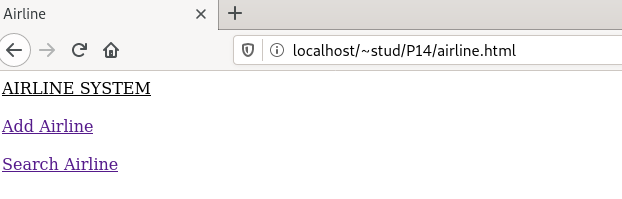 Airline
localhost/~stud/P14/airline.html
AIRLINE SYSTEM
Add Airline
Search Airline